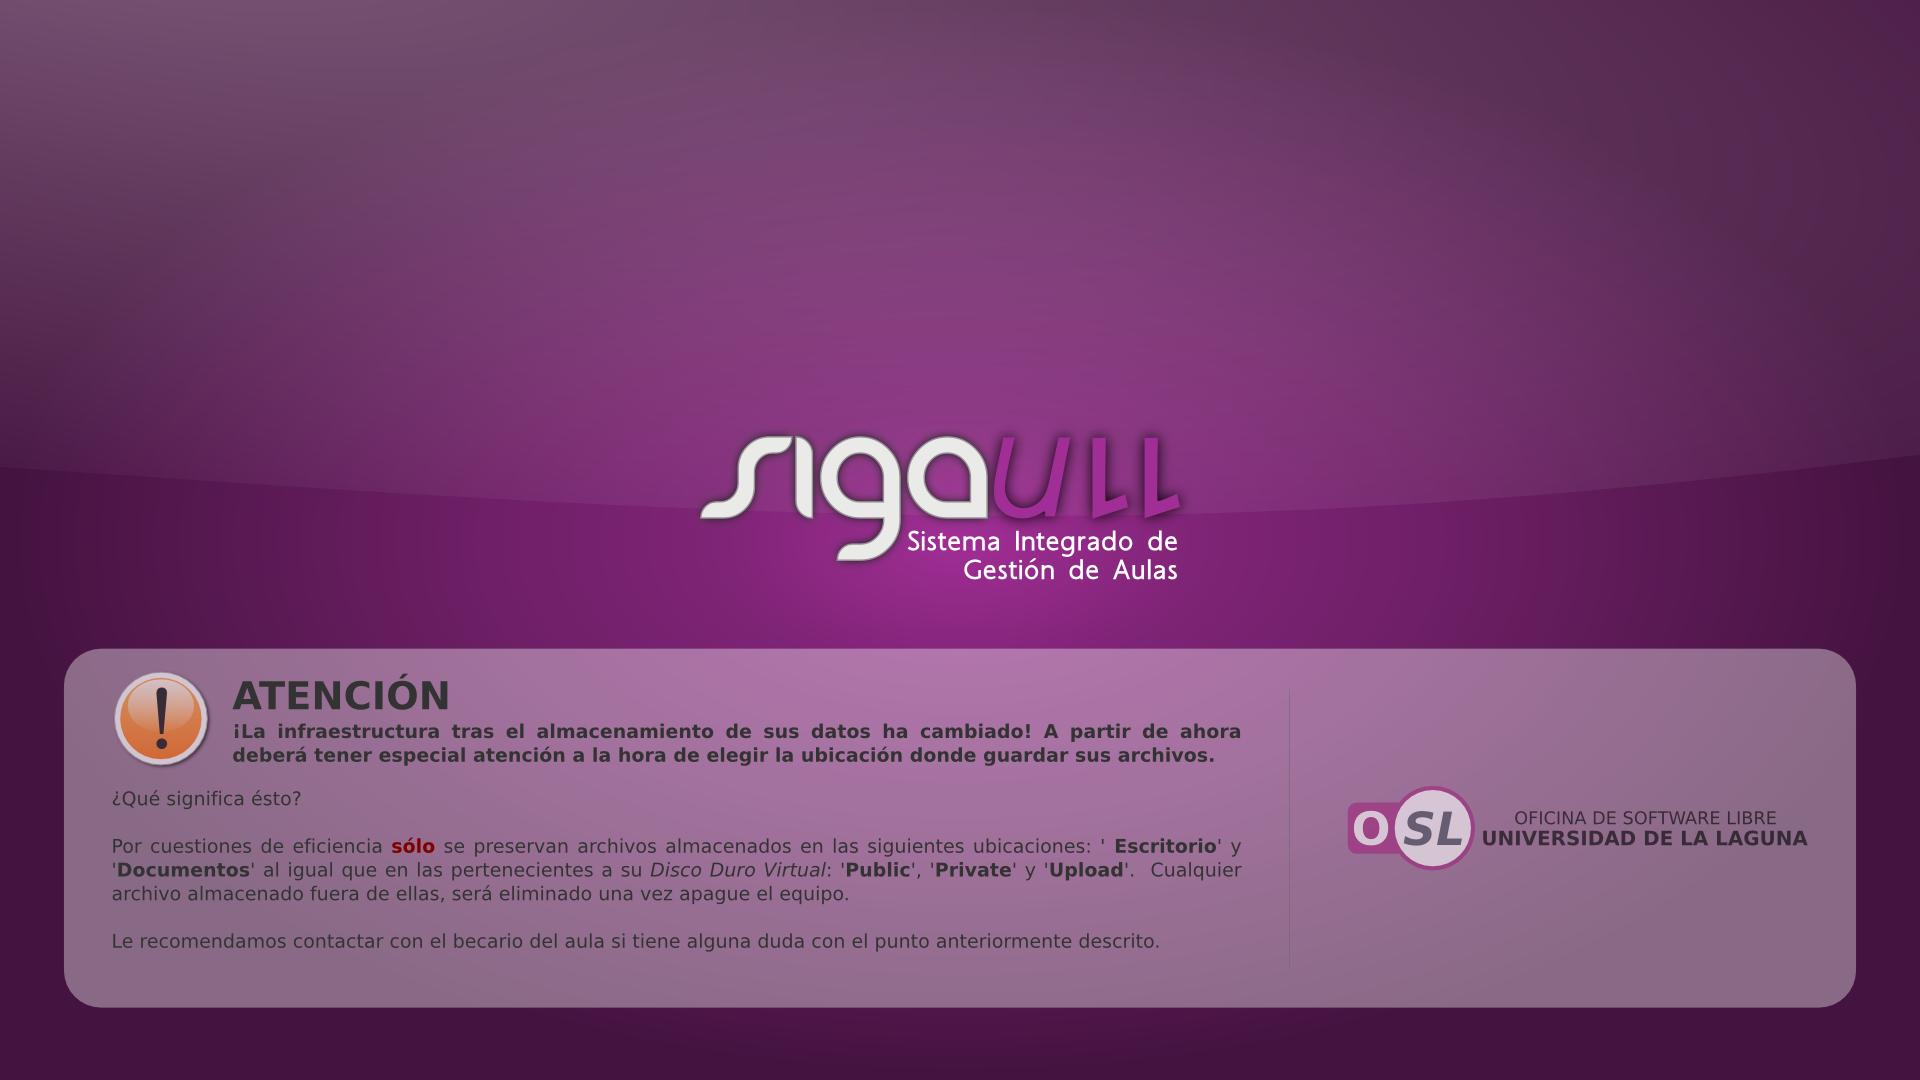 sigaull
Sistema Integrado de
Gestión de Aulas
!
ATENCIÓN
¡La infraestructura tras el almacenamiento de sus datos ha cambiado! A partir de ahora
deberá tener especial atención a la hora de elegir la ubicación donde guardar sus archivos.
¿Qué significa ésto?
Por cuestiones de eficiencia sólo se preservan archivos almacenados en las siguientes ubicaciones: ' Escritorio' y
'Documentos' al igual que en las pertenecientes a su Disco Duro Virtual: 'Public', 'Private' y 'Upload'.  Cualquier
archivo almacenado fuera de ellas, será eliminado una vez apague el equipo.
Le recomendamos contactar con el becario del aula si tiene alguna duda con el punto anteriormente descrito.
OSL
OFICINA DE SOFTWARE LIBRE
UNIVERSIDAD DE LA LAGUNA